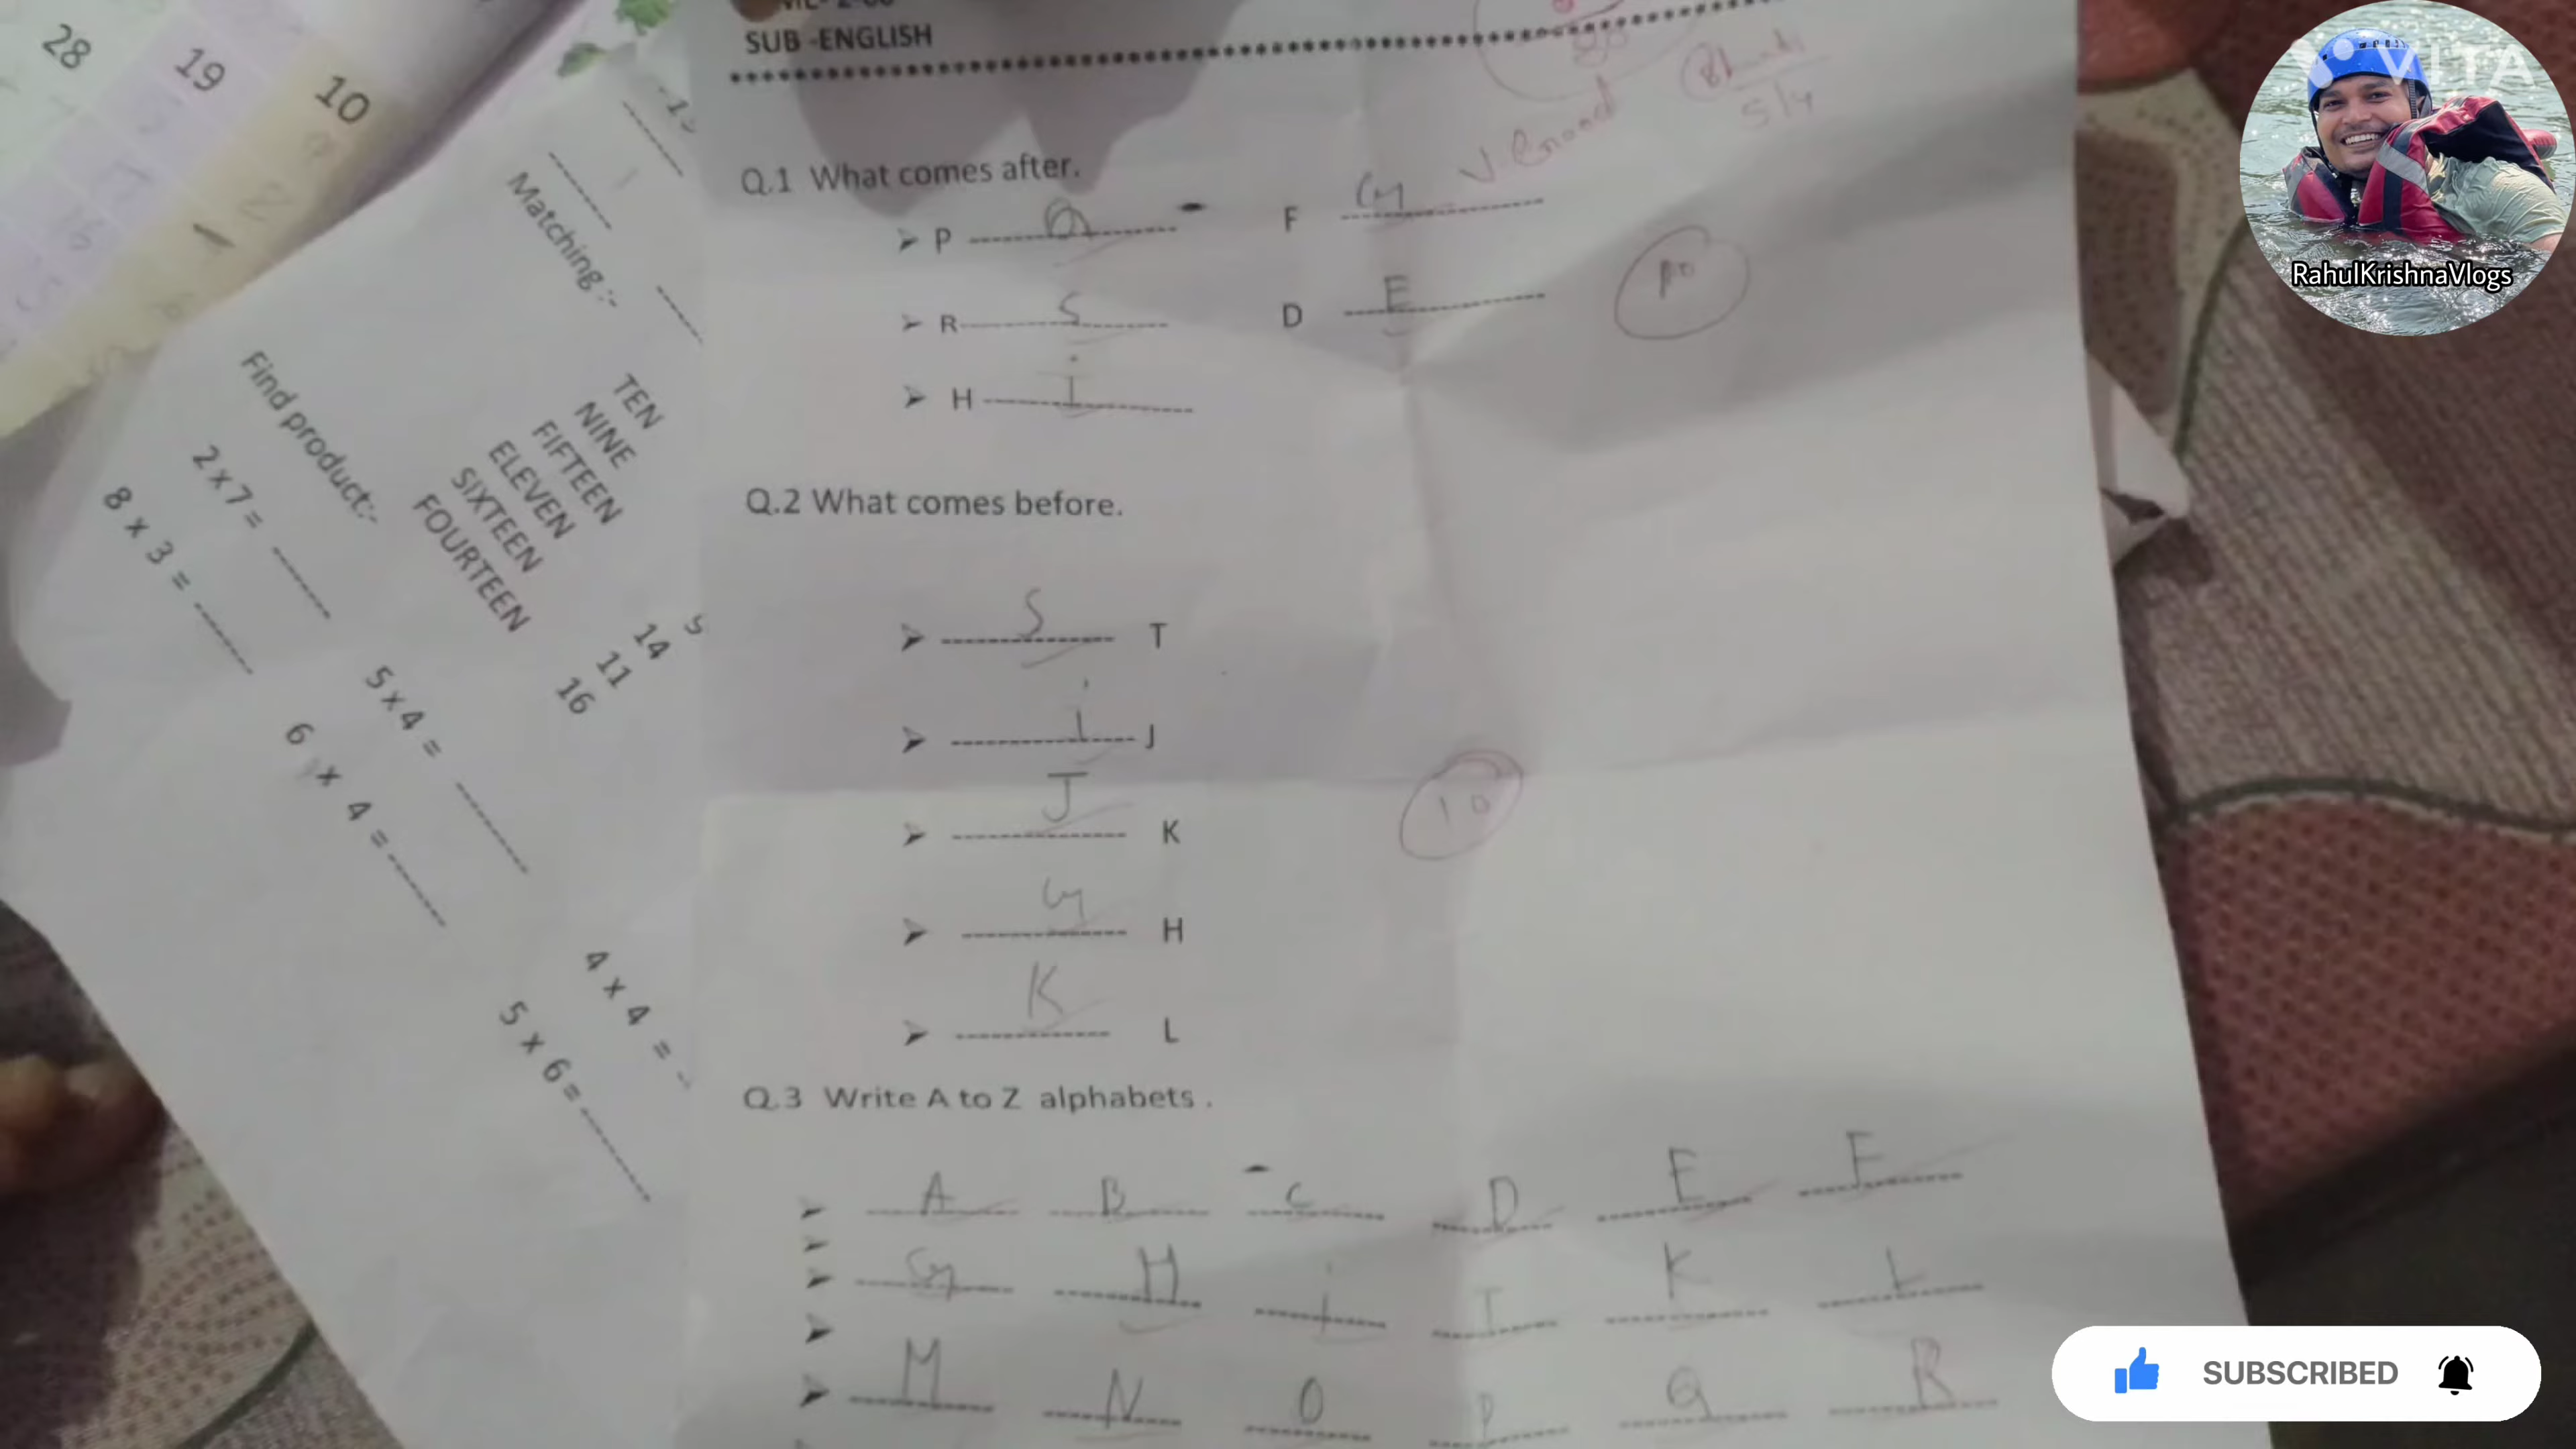 SUB -ENGLISH
Q.1 What comes after.
➢ P Q F G
V. Good
➢ R S D E
➢ H I
10
Q.2 What comes before.
➢ S T
➢ i J
➢ J K
10
➢ G H
➢ K L
Q.3 Write A to Z alphabets .
➢ A B C D E F
➢ G H i J K L
➢ M N O P Q R
28 19 10
Matching :-
TEN
NINE
FIFTEEN
ELEVEN
SIXTEEN 14
FOURTEEN 11
16
Find product:-
2 x 7 = 5 x 4 = 4 x 4 =
8 x 3 = 6 x 4 = 5 x 6 =
VITA
RahulKrishnaVlogs
SUBSCRIBED